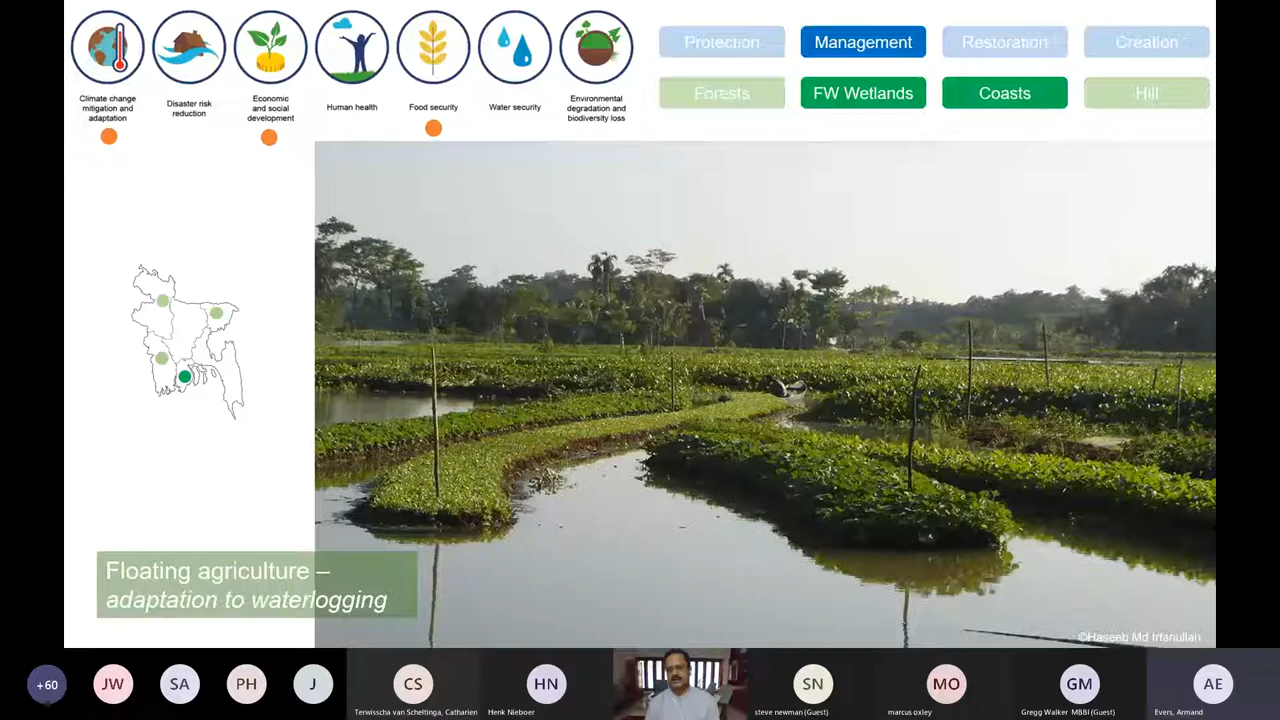 Climate change
mitigation and
adaptation
Disaster risk
reduction
Economic
and social
development
Human health
Food security
Water security
Environmental
degradation and
biodiversity loss
Protection
Management
Restoration
Creation
Forests
FW Wetlands
Coasts
Hill
Floating agriculture –
adaptation to waterlogging
©Haseeb Md Irfanullah
+60
JW
SA
PH
J
CS
Terwisscha van Scheltinga, Catharien
HN
Henk Nieboer
SN
steve newman (Guest)
MO
marcus oxley
GM
Gregg Walker MBBI (Guest)
AE
Evers, Armand